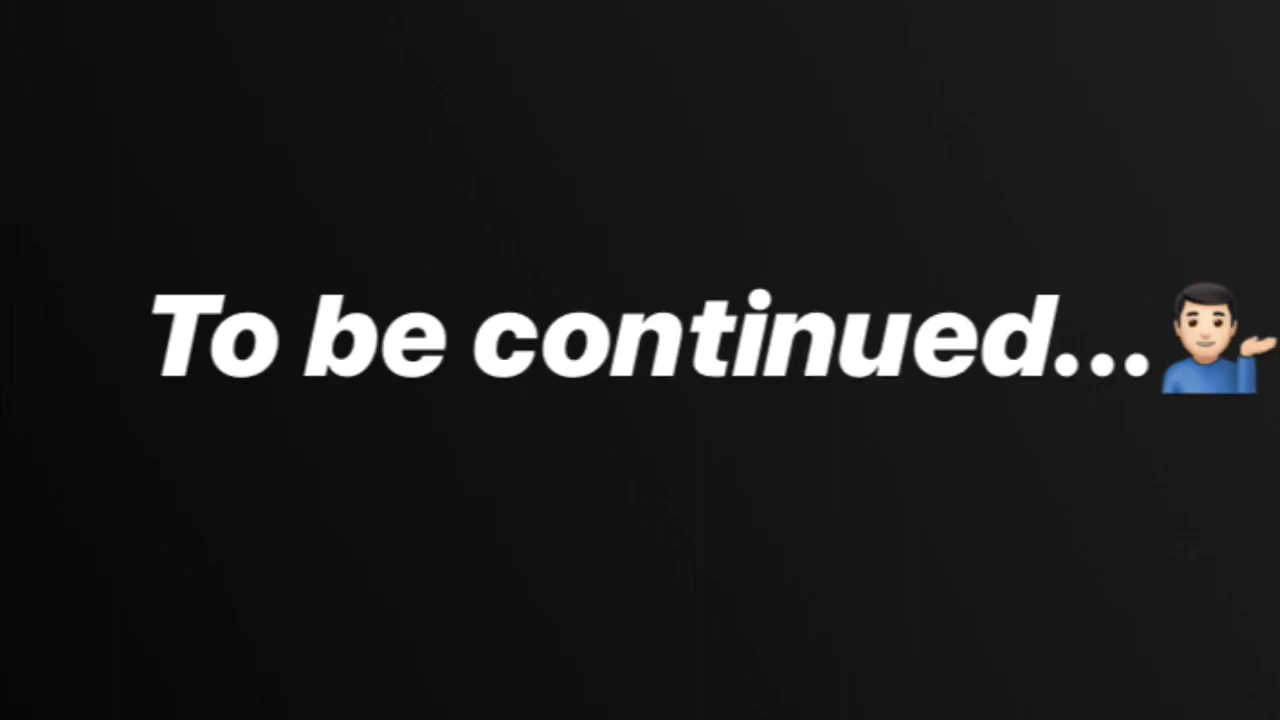 To be continued...💁🏻‍♂️